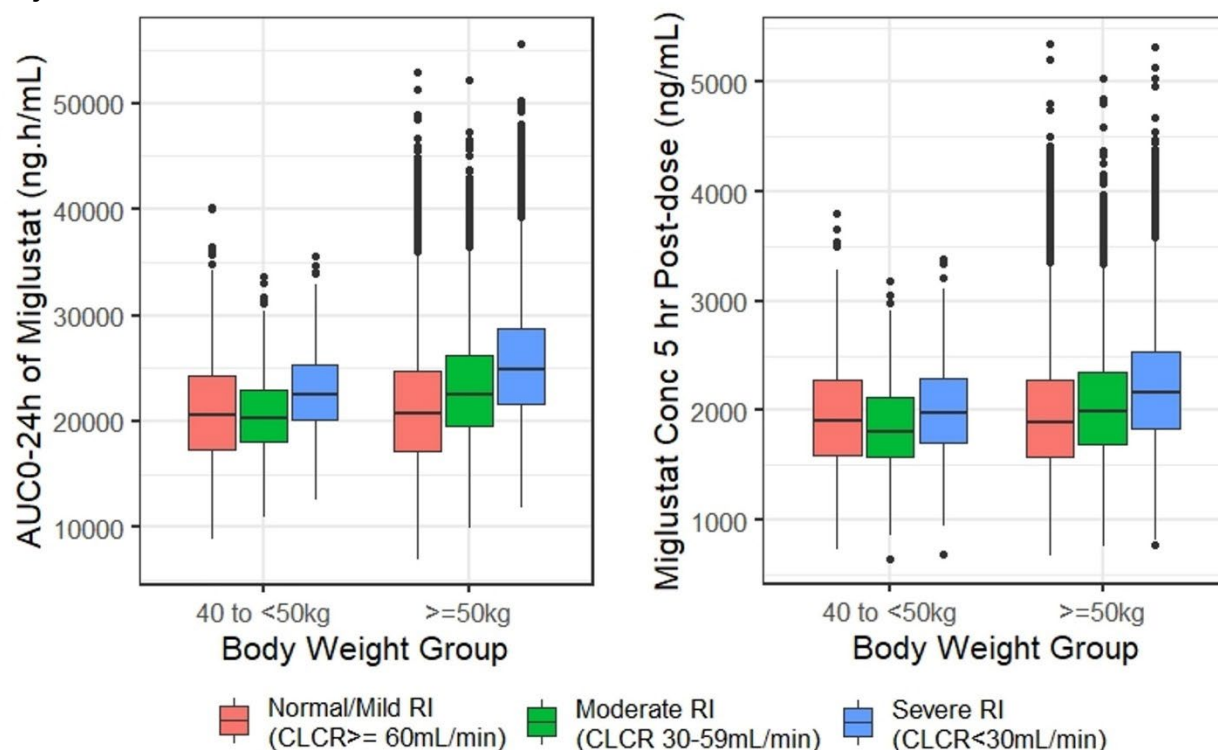 AUC0-24h of Miglustat (ng.h/mL)
50000
40000
30000
20000
10000
40 to <50kg
>=50kg
Body Weight Group
Miglustat Conc 5 hr Post-dose (ng/mL)
5000
4000
3000
2000
1000
40 to <50kg
>=50kg
Body Weight Group
Normal/Mild RI
(CLCR>= 60mL/min)
Moderate RI
(CLCR 30-59mL/min)
Severe RI
(CLCR<30mL/min)